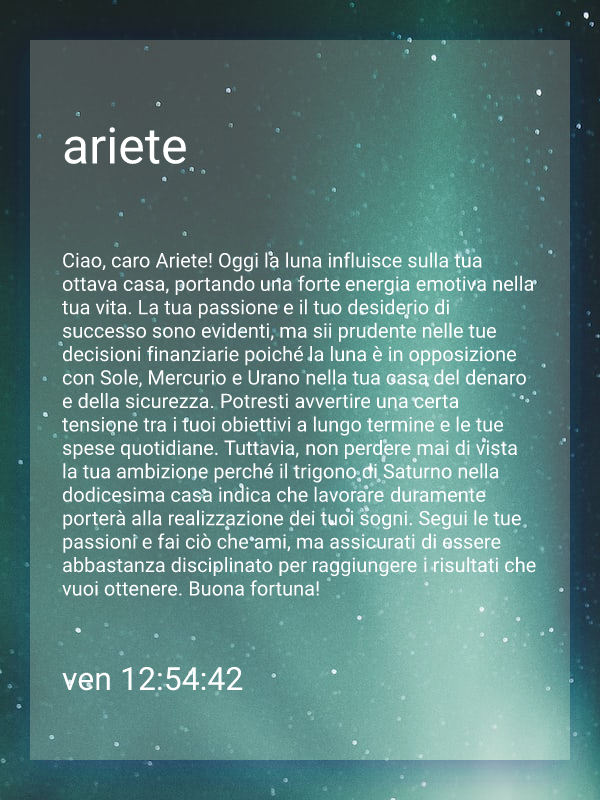 ariete
Ciao, caro Ariete! Oggi la luna influisce sulla tua
ottava casa, portando una forte energia emotiva nella
tua vita. La tua passione e il tuo desiderio di
successo sono evidenti, ma sii prudente nelle tue
decisioni finanziarie poiché la luna è in opposizione
con Sole, Mercurio e Urano nella tua casa del denaro
e della sicurezza. Potresti avvertire una certa
tensione tra i tuoi obiettivi a lungo termine e le tue
spese quotidiane. Tuttavia, non perdere mai di vista
la tua ambizione perché il trigono di Saturno nella
dodicesima casa indica che lavorare duramente
porterà alla realizzazione dei tuoi sogni. Segui le tue
passioni e fai ciò che ami, ma assicurati di essere
abbastanza disciplinato per raggiungere i risultati che
vuoi ottenere. Buona fortuna!
ven 12:54:42